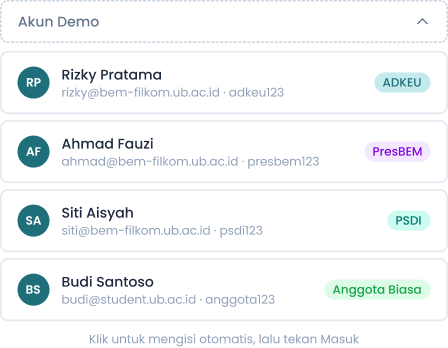 Akun Demo
RP
Rizky Pratama
rizky@bem-filkom.ub.ac.id · adkeu123
ADKEU
AF
Ahmad Fauzi
ahmad@bem-filkom.ub.ac.id · presbem123
PresBEM
SA
Siti Aisyah
siti@bem-filkom.ub.ac.id · psdi123
PSDI
BS
Budi Santoso
budi@student.ub.ac.id · anggota123
Anggota Biasa
Klik untuk mengisi otomatis, lalu tekan Masuk